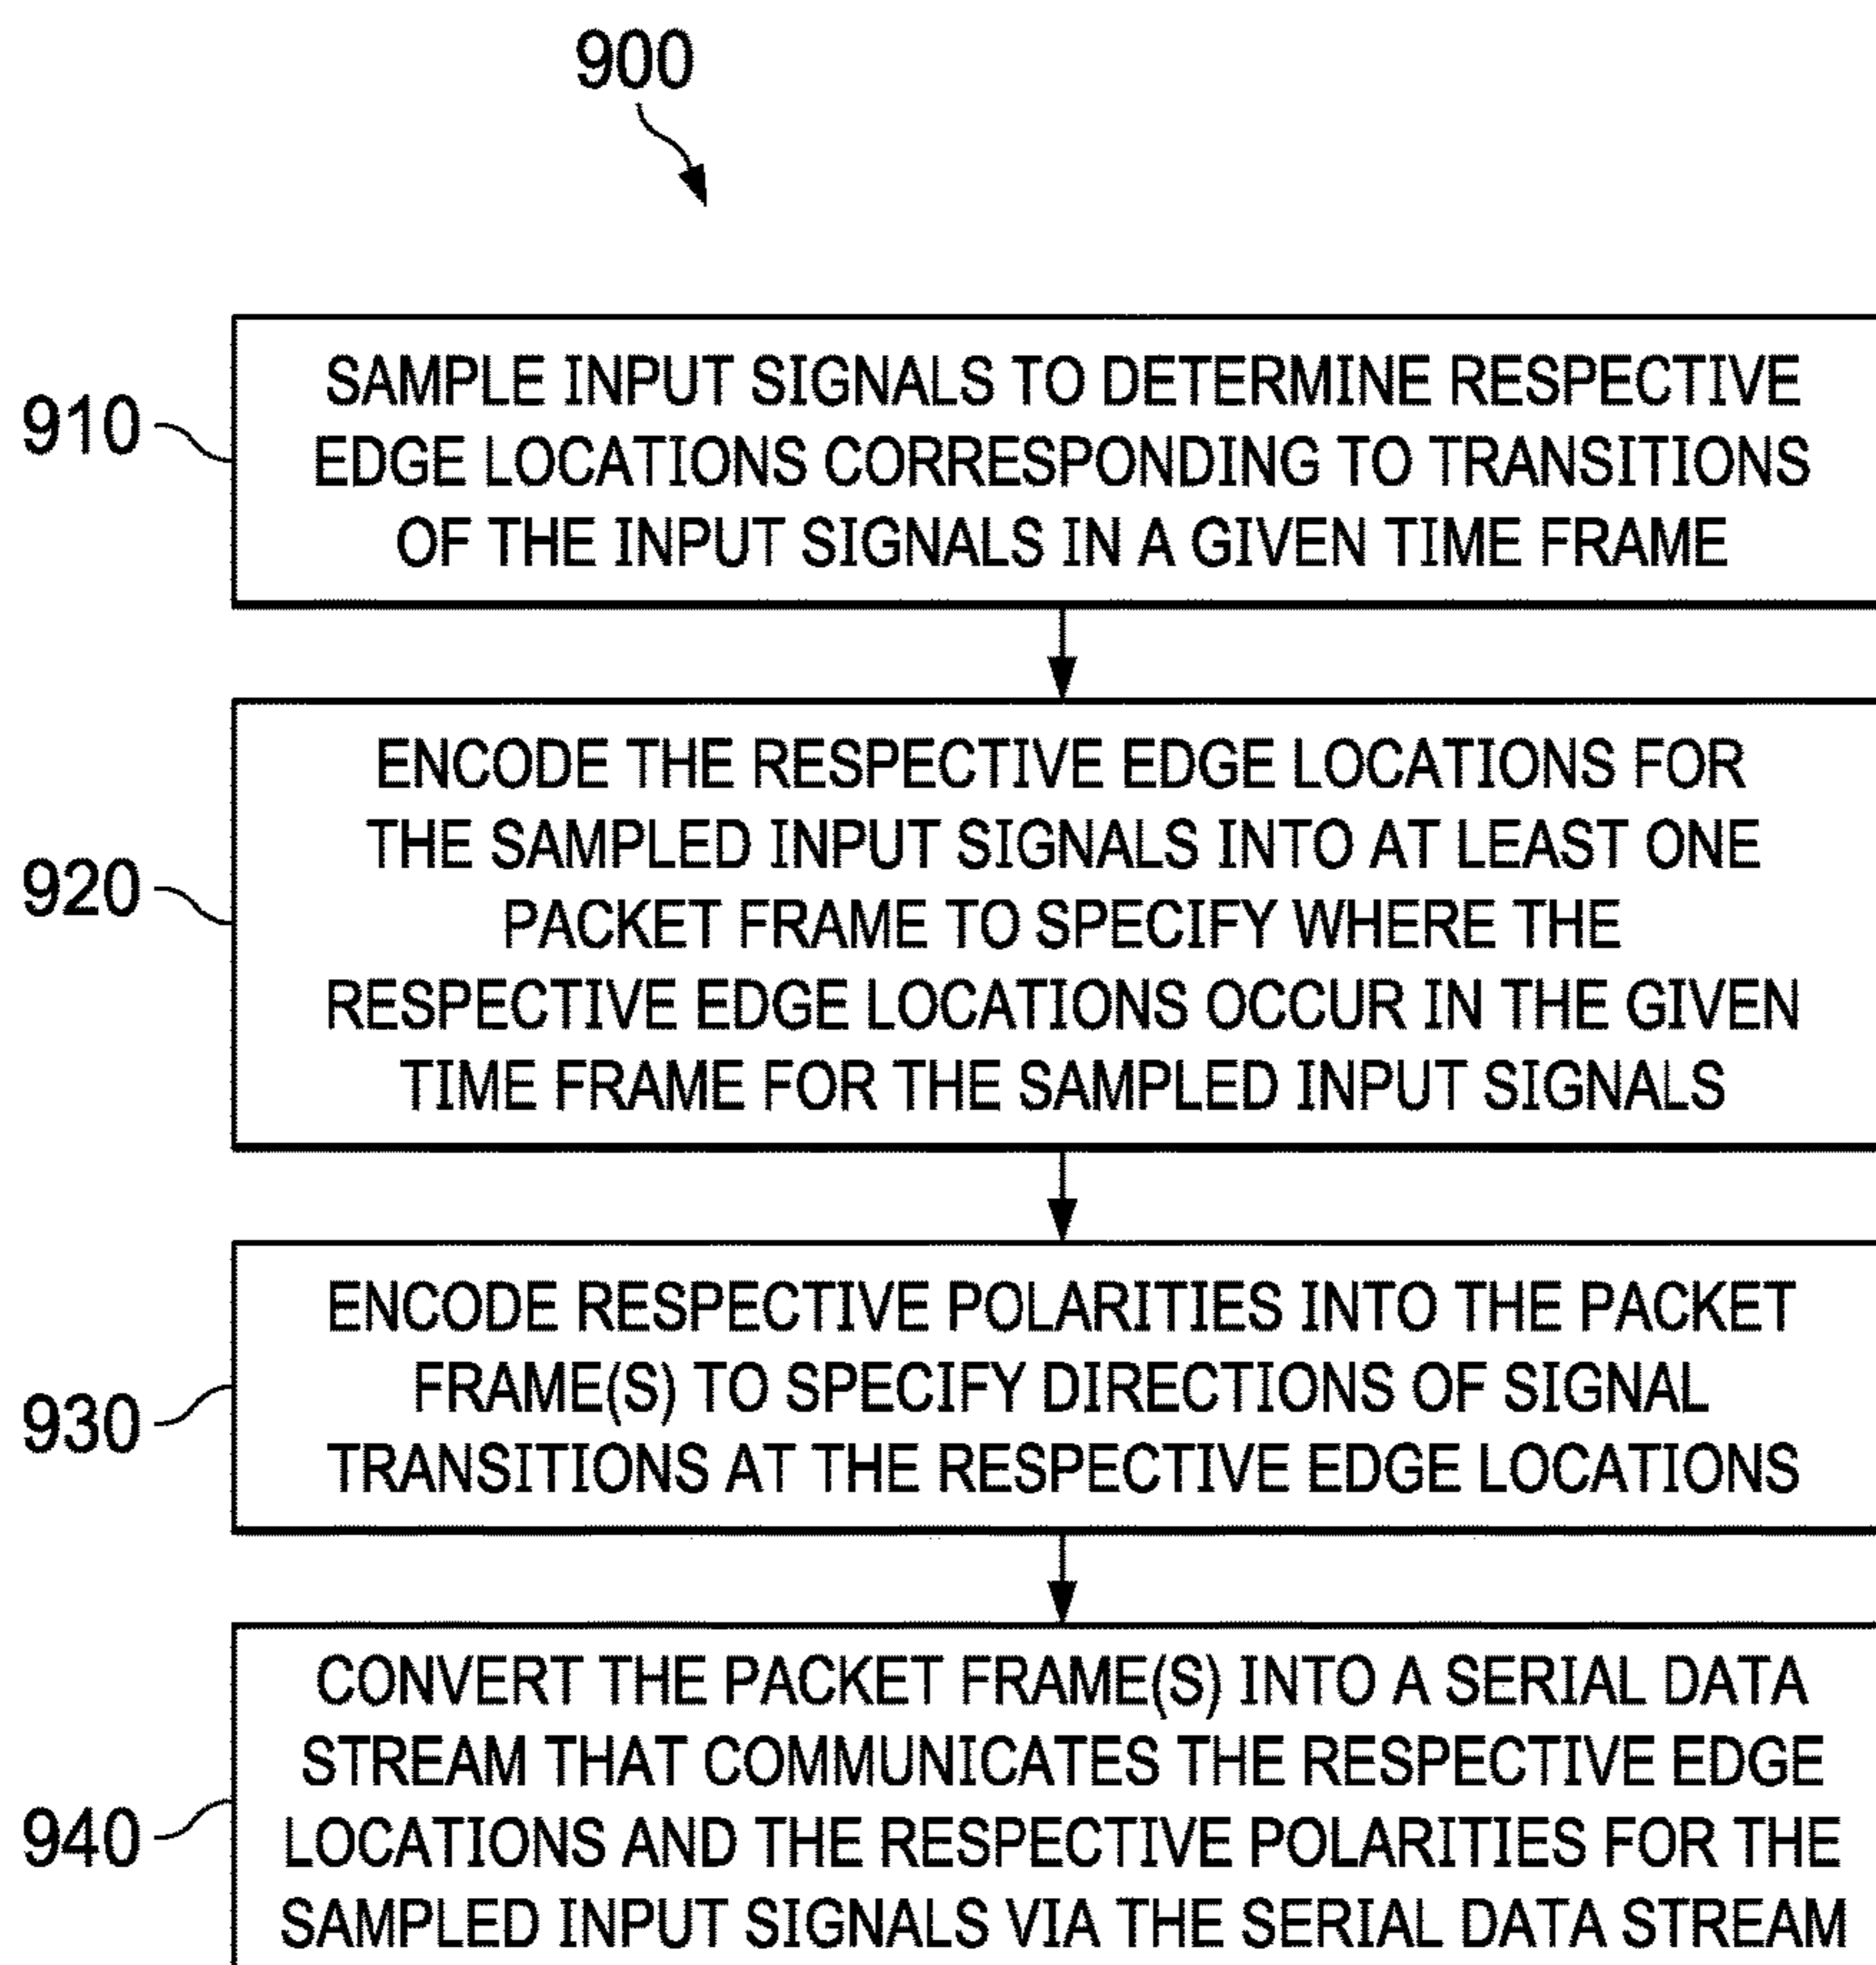 900
910
SAMPLE INPUT SIGNALS TO DETERMINE RESPECTIVE
EDGE LOCATIONS CORRESPONDING TO TRANSITIONS
OF THE INPUT SIGNALS IN A GIVEN TIME FRAME
920
ENCODE THE RESPECTIVE EDGE LOCATIONS FOR
THE SAMPLED INPUT SIGNALS INTO AT LEAST ONE
PACKET FRAME TO SPECIFY WHERE THE
RESPECTIVE EDGE LOCATIONS OCCUR IN THE GIVEN
TIME FRAME FOR THE SAMPLED INPUT SIGNALS
930
ENCODE RESPECTIVE POLARITIES INTO THE PACKET
FRAME(S) TO SPECIFY DIRECTIONS OF SIGNAL
TRANSITIONS AT THE RESPECTIVE EDGE LOCATIONS
940
CONVERT THE PACKET FRAME(S) INTO A SERIAL DATA
STREAM THAT COMMUNICATES THE RESPECTIVE EDGE
LOCATIONS AND THE RESPECTIVE POLARITIES FOR THE
SAMPLED INPUT SIGNALS VIA THE SERIAL DATA STREAM